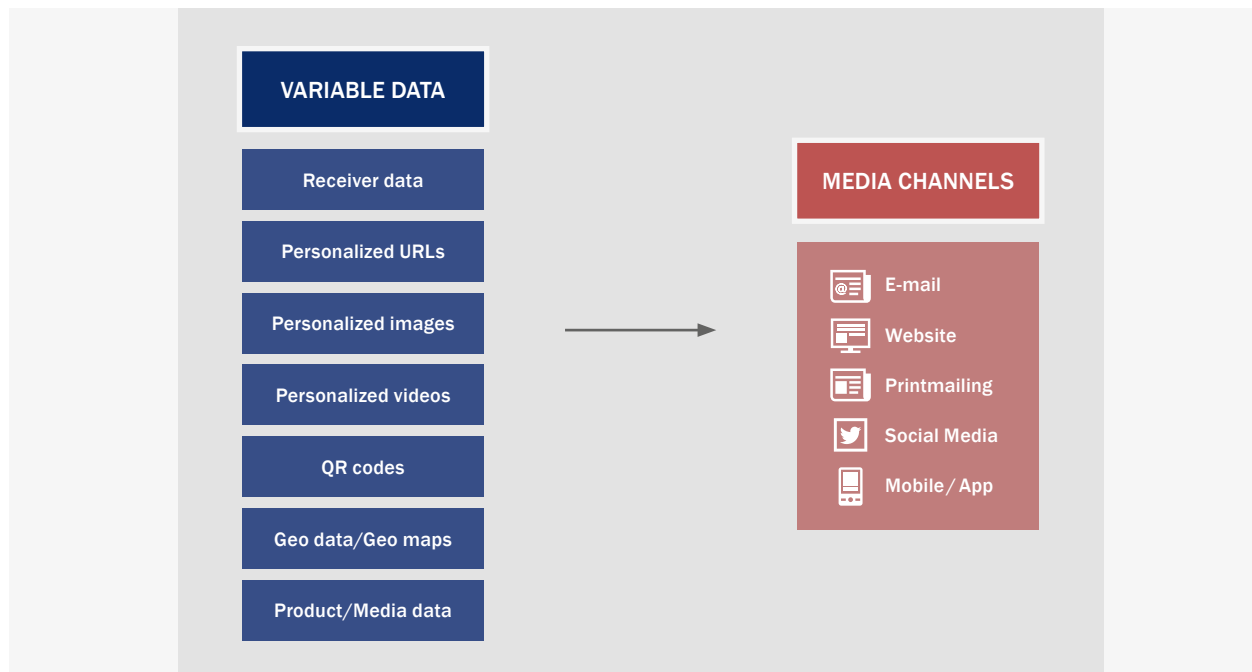 VARIABLE DATA
Receiver data
Personalized URLs
Personalized images
Personalized videos
QR codes
Geo data/Geo maps
Product/Media data
MEDIA CHANNELS
@
E-mail
Website
Printmailing
Social Media
Mobile/App